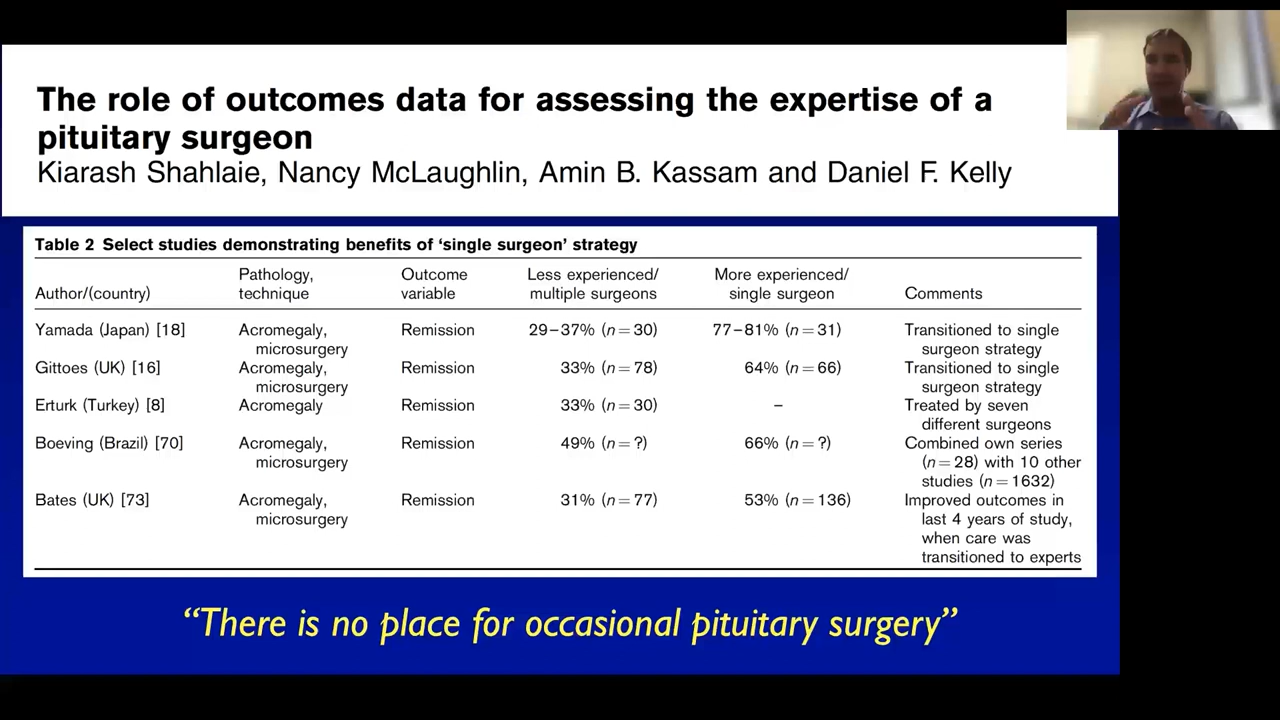 The role of outcomes data for assessing the expertise of a
pituitary surgeon
Kiarash Shahlaie, Nancy McLaughlin, Amin B. Kassam and Daniel F. Kelly
Table 2 Select studies demonstrating benefits of ‘single surgeon’ strategy
Author/(country) Pathology, technique Outcome variable Less experienced/ multiple surgeons More experienced/ single surgeon Comments
Yamada (Japan) [18] Acromegaly, microsurgery Remission 29–37% (n=30) 77–81% (n=31) Transitioned to single surgeon strategy
Gittoes (UK) [16] Acromegaly, microsurgery Remission 33% (n=78) 64% (n=66) Transitioned to single surgeon strategy
Erturk (Turkey) [8] Acromegaly Remission 33% (n=30) – Treated by seven different surgeons
Boeving (Brazil) [70] Acromegaly, microsurgery Remission 49% (n=?) 66% (n=?) Combined own series (n=28) with 10 other studies (n=1632)
Bates (UK) [73] Acromegaly, microsurgery Remission 31% (n=77) 53% (n=136) Improved outcomes in last 4 years of study, when care was transitioned to experts
“There is no place for occasional pituitary surgery”